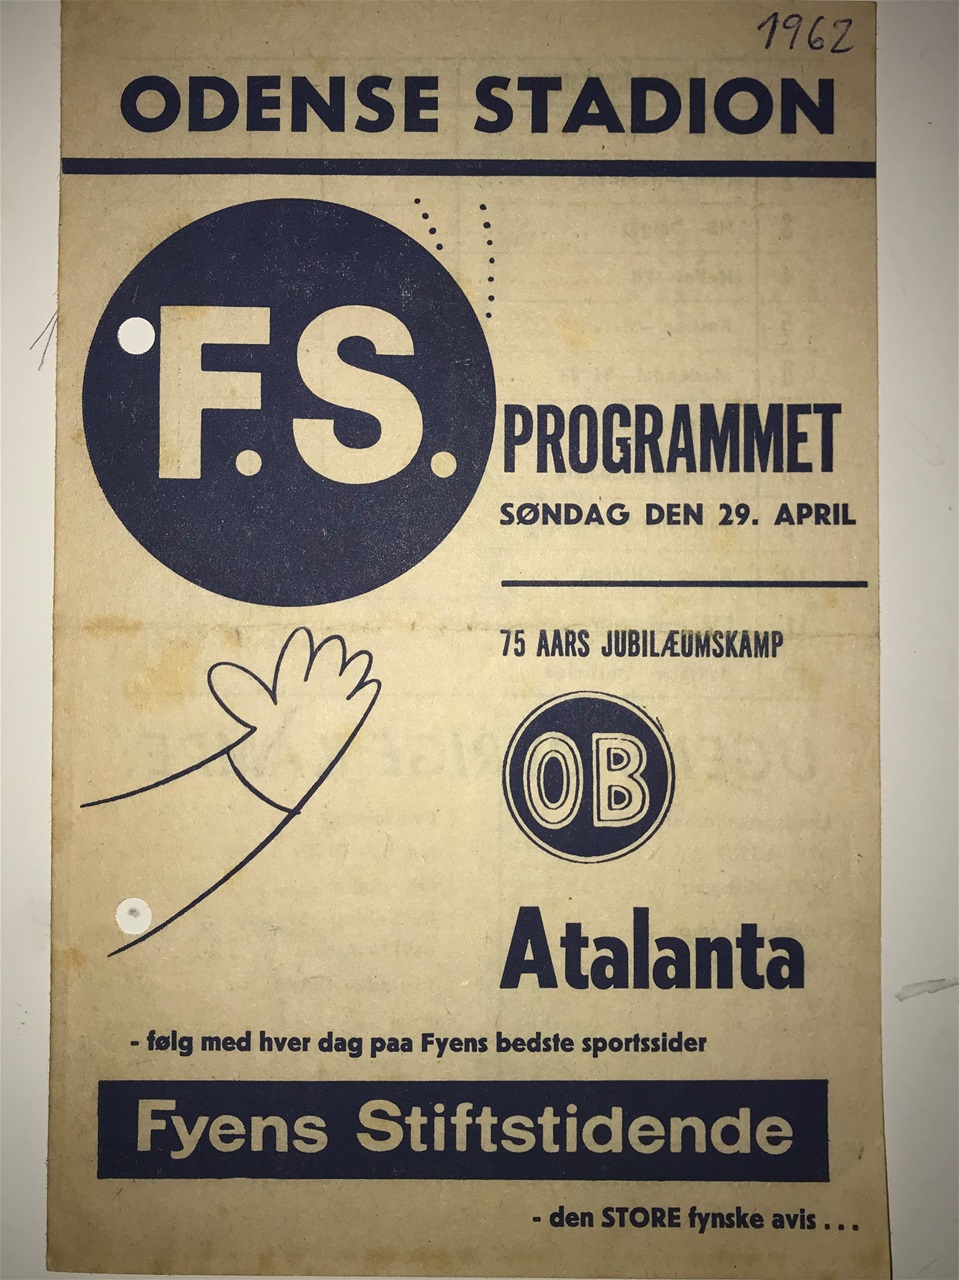 1962
ODENSE STADION
F.S.
PROGRAMMET
SØNDAG DEN 29. APRIL
75 AARS JUBILÆUMSKAMP
OB
Atalanta
- følg med hver dag paa Fyens bedste sportssider
Fyens Stiftstidende
- den STORE fynske avis ...